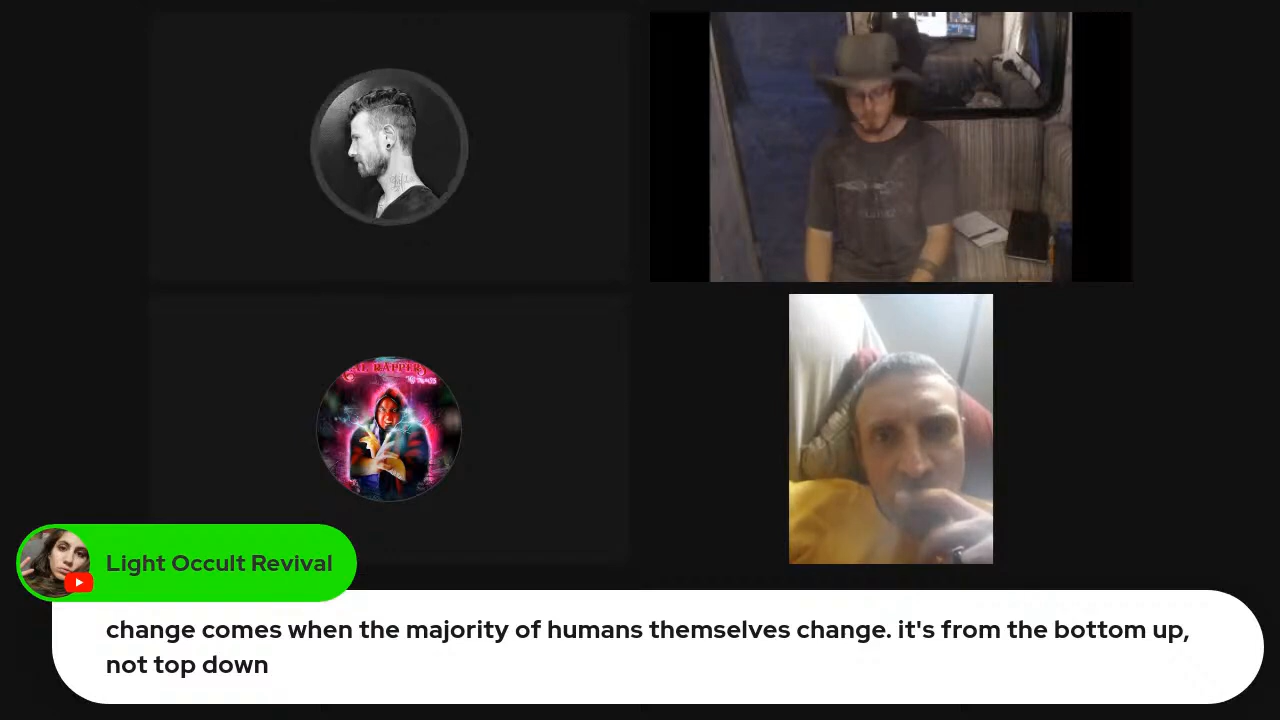 Light Occult Revival
change comes when the majority of humans themselves change. it's from the bottom up,
not top down